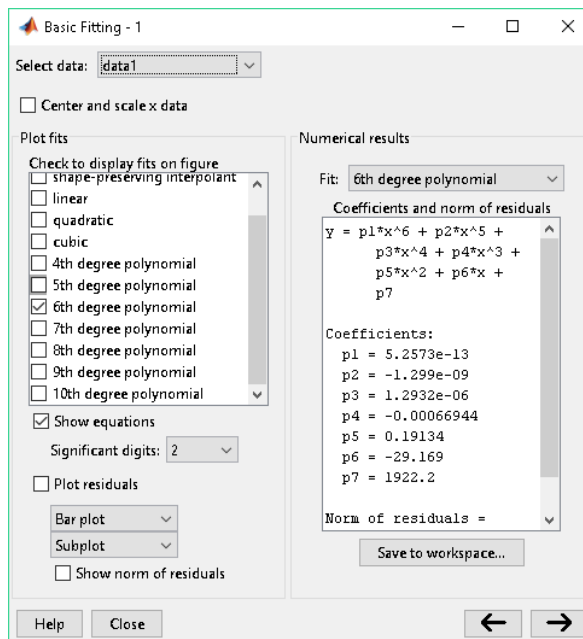 Basic Fitting - 1
Select data: data1
Center and scale x data
Plot fits
Check to display fits on figure
shape-preserving interpolant
linear
quadratic
cubic
4th degree polynomial
5th degree polynomial
6th degree polynomial
7th degree polynomial
8th degree polynomial
9th degree polynomial
10th degree polynomial
Show equations
Significant digits: 2
Plot residuals
Bar plot
Subplot
Show norm of residuals
Numerical results
Fit: 6th degree polynomial
Coefficients and norm of residuals
y = p1*x^6 + p2*x^5 +
p3*x^4 + p4*x^3 +
p5*x^2 + p6*x +
p7
Coefficients:
p1 = 5.2573e-13
p2 = -1.299e-09
p3 = 1.2932e-06
p4 = -0.00066944
p5 = 0.19134
p6 = -29.169
p7 = 1922.2
Norm of residuals =
Save to workspace...
Help Close